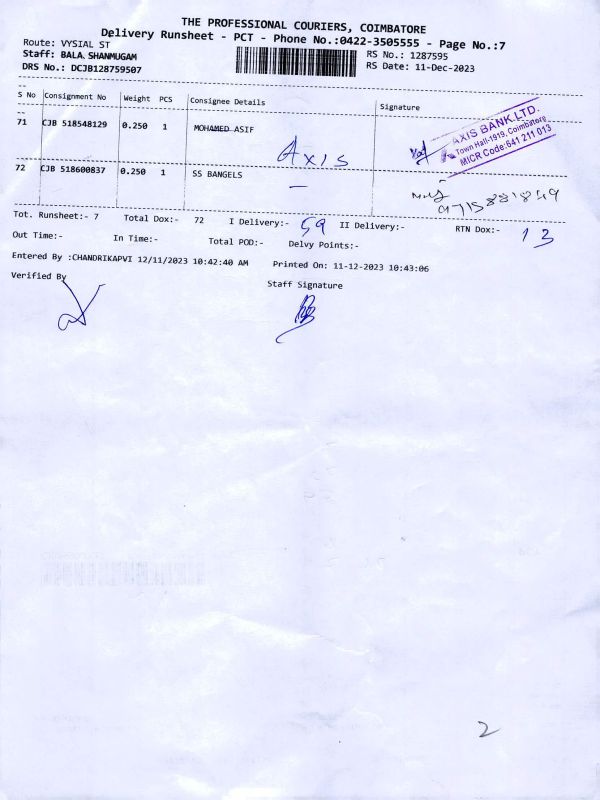 THE PROFESSIONAL COURIERS, COIMBATORE
Delivery Runsheet - PCT - Phone No.:0422-3505555 - Page No.:7
Route: VYSIAL ST
RS No.: 1287595
Staff: BALA. SHANMUGAM
RS Date: 11-Dec-2023
DRS No.: DCJB128759507
S No Consignment No Weight PCS Consignee Details Signature
71 CJB 518548129 0.250 1 MOHAMED ASIF
Axis
AXIS BANK LTD.
Town Hall-1919, Coimbatore
MICR Code:641 211 013
72 CJB 518600837 0.250 1 SS BANGELS
9715881849
Tot. Runsheet:- 7 Total Dox:- 72 I Delivery:- 59 II Delivery:- RTN Dox:- 13
Out Time:- In Time:- Total POD:- Delvy Points:-
Entered By :CHANDRIKAPVI 12/11/2023 10:42:40 AM Printed On: 11-12-2023 10:43:06
Verified By
Staff Signature
2